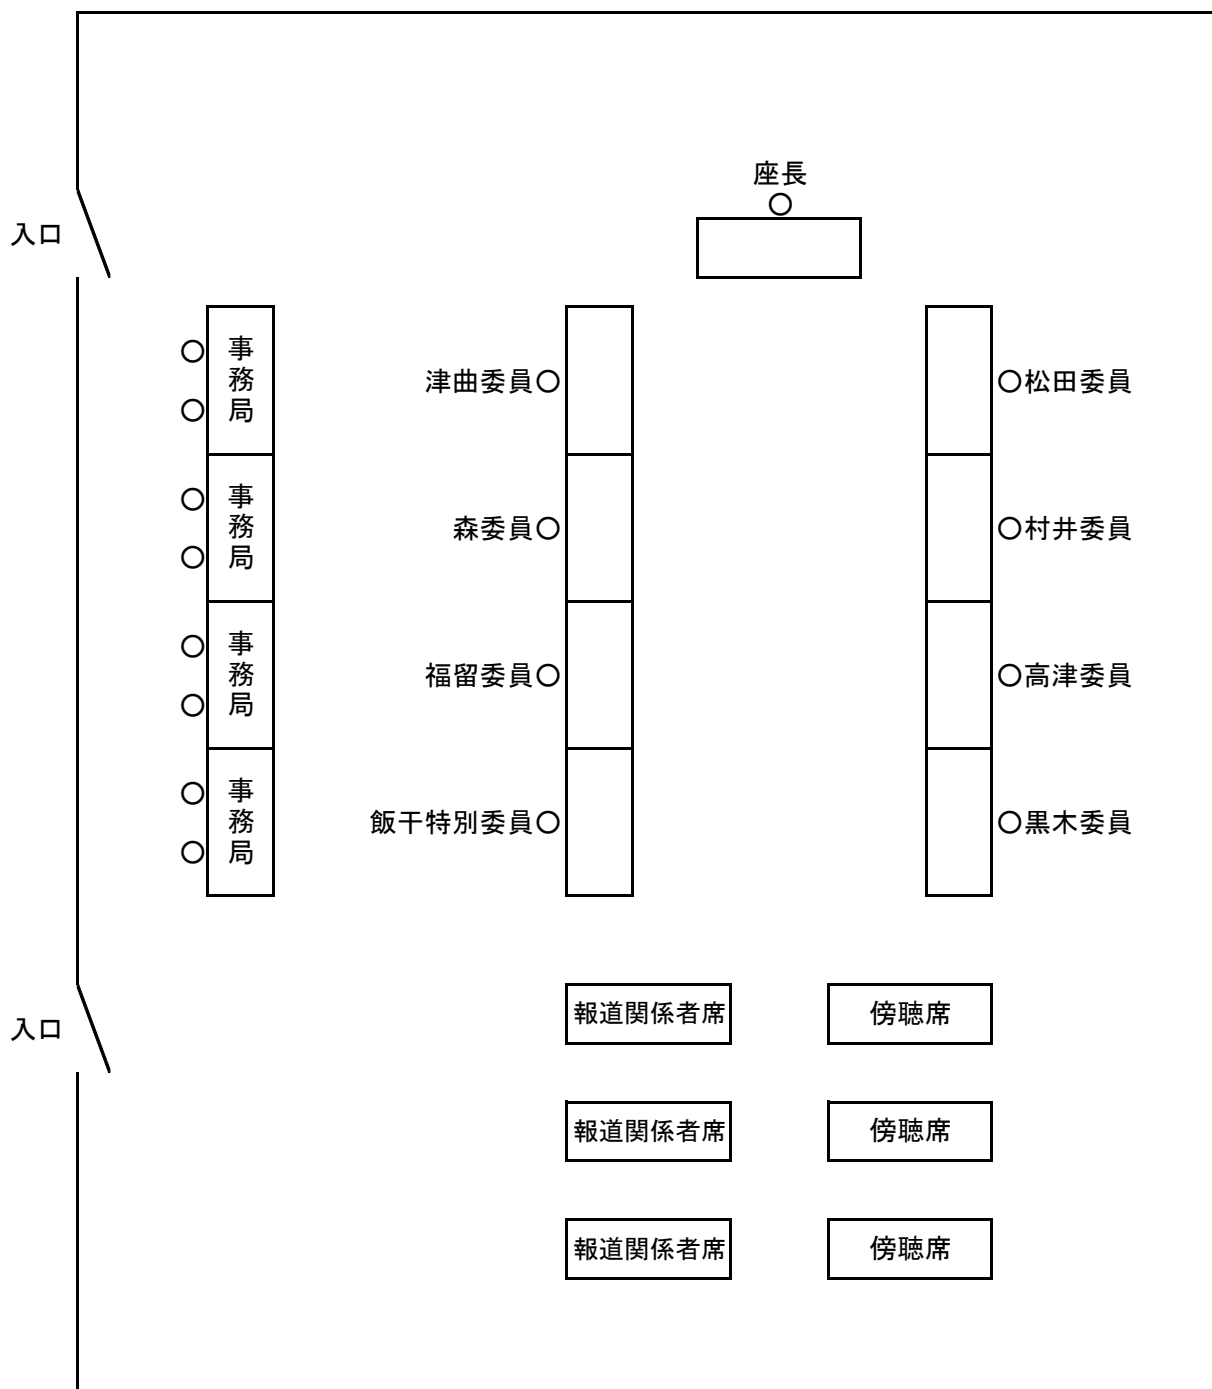 座長
入口
事務局
津曲委員
松田委員
事務局
森委員
村井委員
事務局
福留委員
高津委員
事務局
飯干特別委員
黒木委員
入口
報道関係者席
傍聴席
報道関係者席
傍聴席
報道関係者席
傍聴席